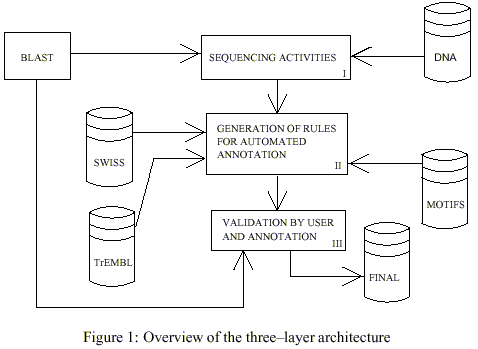 BLAST
SEQUENCING ACTIVITIES
I
DNA
GENERATION OF RULES
FOR AUTOMATED
ANNOTATION
II
SWISS
MOTIFS
TrEMBL
VALIDATION BY USER
AND ANNOTATION
III
FINAL
Figure 1: Overview of the three–layer architecture